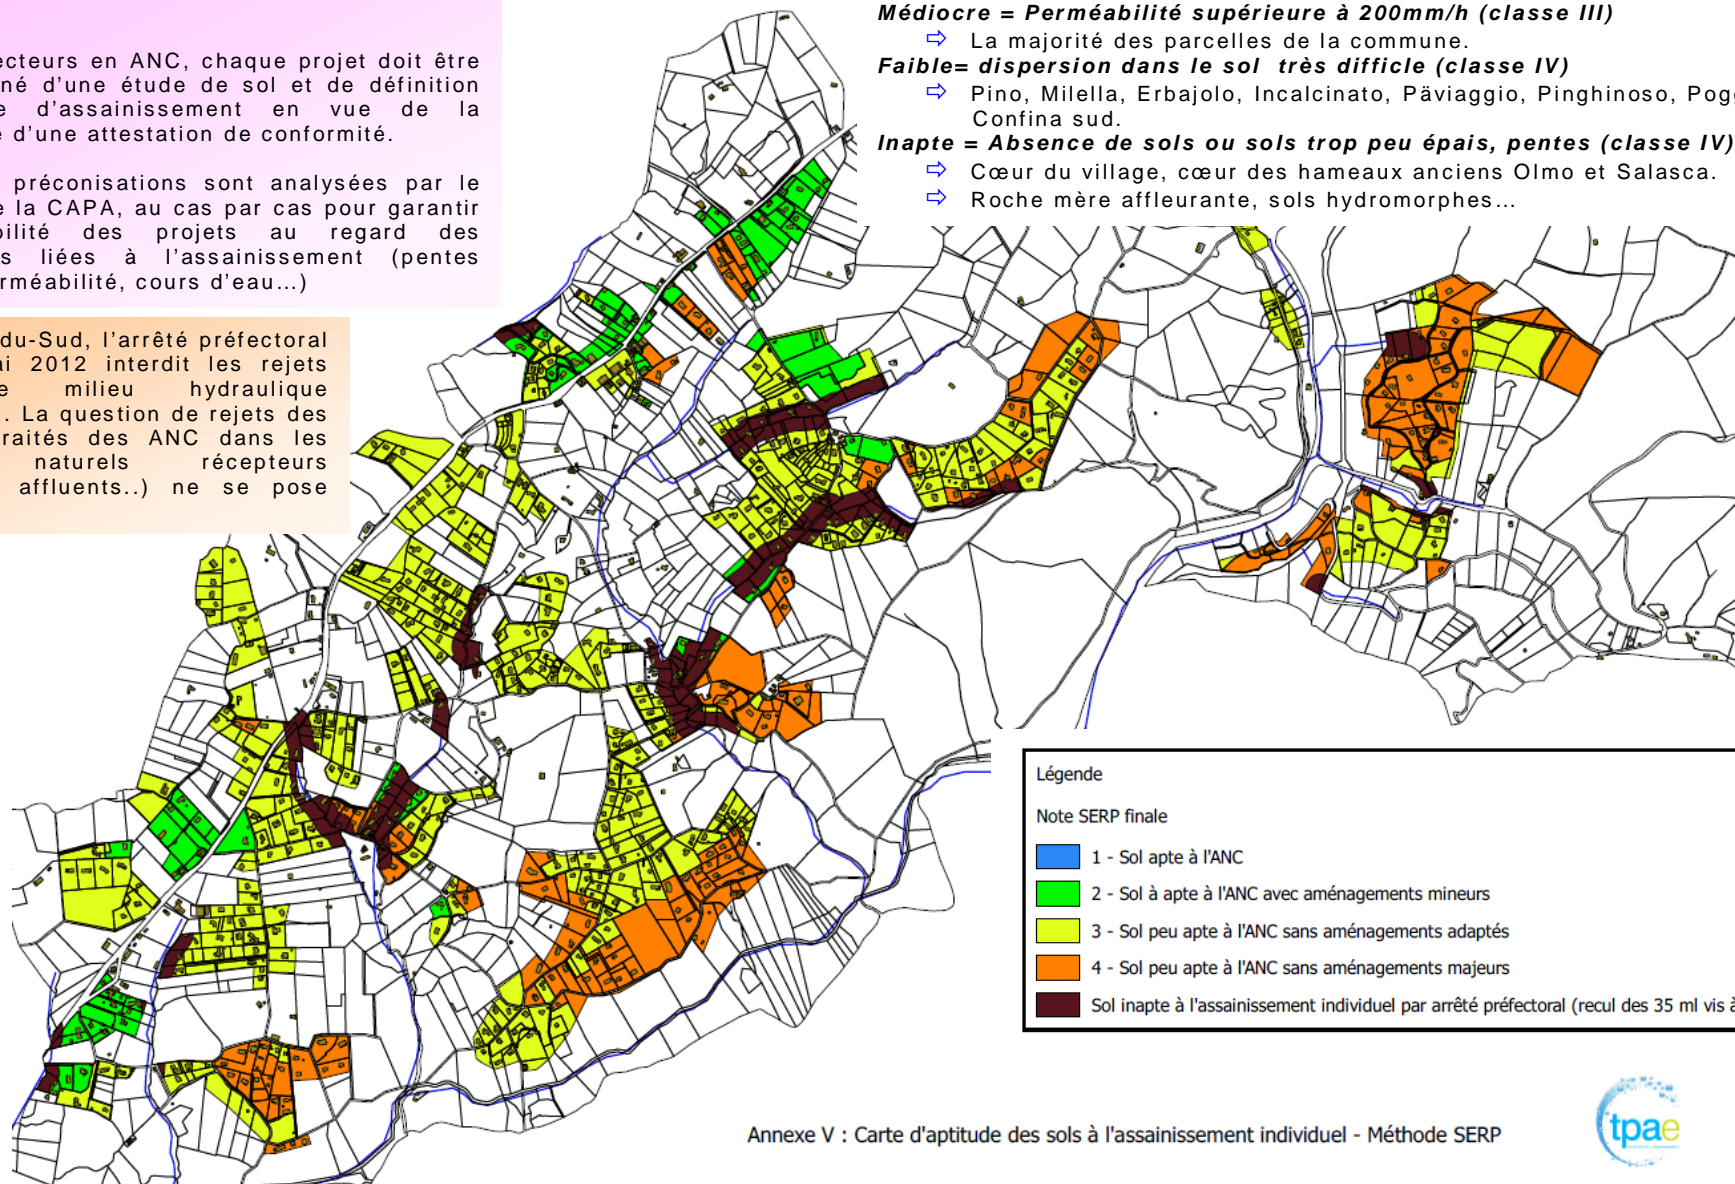 ecteurs en ANC, chaque projet doit être
né d'une étude de sol et de définition
e d'assainissement en vue de la
e d'une attestation de conformité.
préconisations sont analysées par le
e la CAPA, au cas par cas pour garantir
bilité des projets au regard des
s liées à l'assainissement (pentes
rméabilité, cours d'eau...)
du-Sud, l'arrêté préfectoral
ai 2012 interdit les rejets
e milieu hydraulique
. La question de rejets des
raités des ANC dans les
naturels récepteurs
affluents..) ne se pose
Médiocre = Perméabilité supérieure à 200mm/h (classe III)
⇨ La majorité des parcelles de la commune.
Faible= dispersion dans le sol très difficle (classe IV)
⇨ Pino, Milella, Erbajolo, Incalcinato, Päviaggio, Pinghinoso, Pogg
Confina sud.
Inapte = Absence de sols ou sols trop peu épais, pentes (classe IV)
⇨ Cœur du village, cœur des hameaux anciens Olmo et Salasca.
⇨ Roche mère affleurante, sols hydromorphes...
Légende
Note SERP finale
1 - Sol apte à l'ANC
2 - Sol à apte à l'ANC avec aménagements mineurs
3 - Sol peu apte à l'ANC sans aménagements adaptés
4 - Sol peu apte à l'ANC sans aménagements majeurs
Sol inapte à l'assainissement individuel par arrêté préfectoral (recul des 35 ml vis à
Annexe V : Carte d'aptitude des sols à l'assainissement individuel - Méthode SERP
tpae